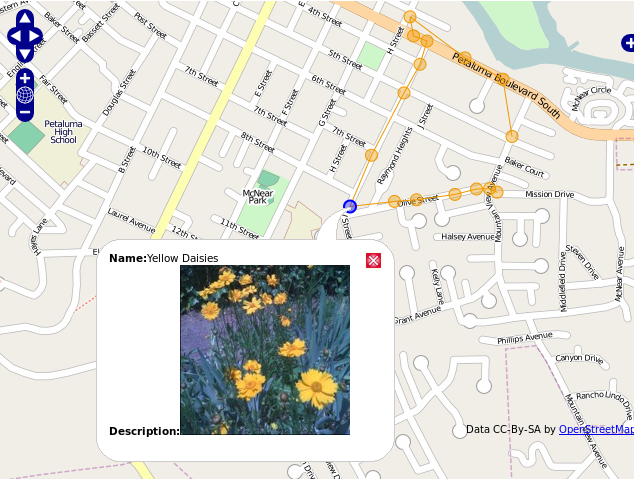 4th Street
Post Street
Baker Street
Bassett Street
5th Street
H Street
Petaluma Boulevard South
7th Street
6th Street
E Street
Fair Street
Douglas Street
F Street
G Street
7th Street
McNear Circle
J Street
Petaluma
High
School
8th Street
7th Street
Raymond Heights
B Street
10th Street
H Street
Baker Court
McNear
Park
Olive Street
Mission Drive
Mountain View Avenue
Laurel Avenue
11th Street
12th Street
I Street
Halsey Avenue
Hayes Lane
Steven Drive
Middlefield Drive
McNear Avenue
Kelly Lane
Name:Yellow Daisies
Grant Avenue
Phillips Avenue
Canyon Drive
Rancho Lindo Drive
Mountain View Avenue
Description:
Data CC-By-SA by OpenStreetMap